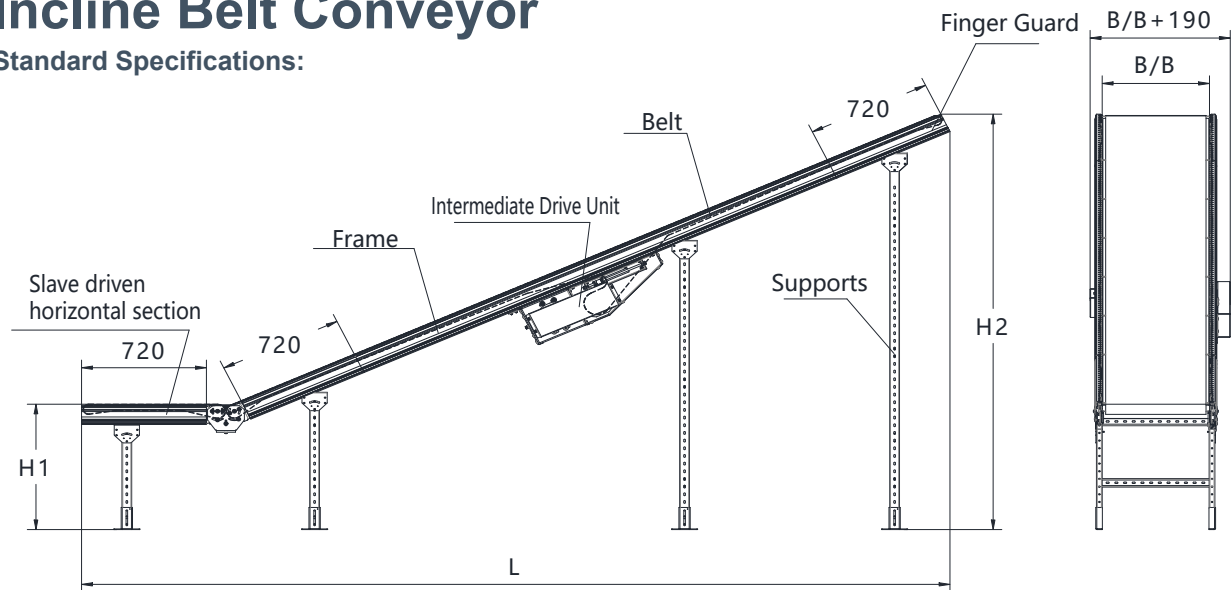 Incline Belt Conveyor
Standard Specifications:
Finger Guard
B/B+190
B/B
720
Belt
Intermediate Drive Unit
Frame
Slave driven
horizontal section
Supports
720
720
H1
H2
L